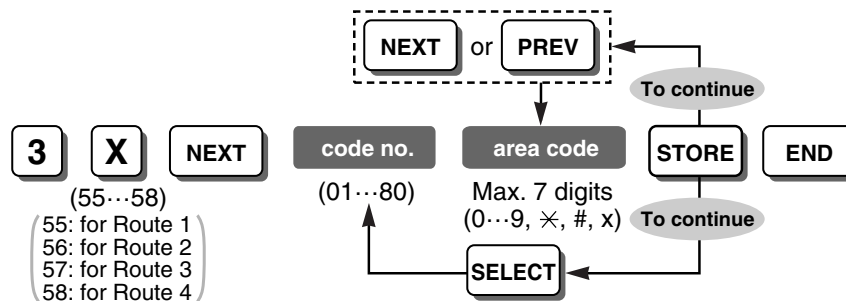 NEXT or PREV
To continue
3 X NEXT code no. area code STORE END
(55···58) (01···80) Max. 7 digits
(0···9, ✳, #, x)
To continue
55: for Route 1
56: for Route 2
57: for Route 3
58: for Route 4
SELECT